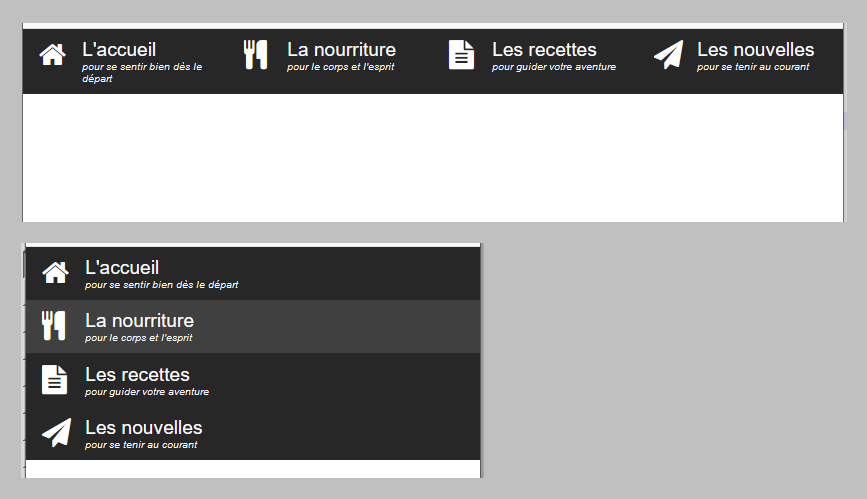 L'accueil
pour se sentir bien dès le
départ
La nourriture
pour le corps et l'esprit
Les recettes
pour guider votre aventure
Les nouvelles
pour se tenir au courant
L'accueil
pour se sentir bien dès le départ
La nourriture
pour le corps et l'esprit
Les recettes
pour guider votre aventure
Les nouvelles
pour se tenir au courant